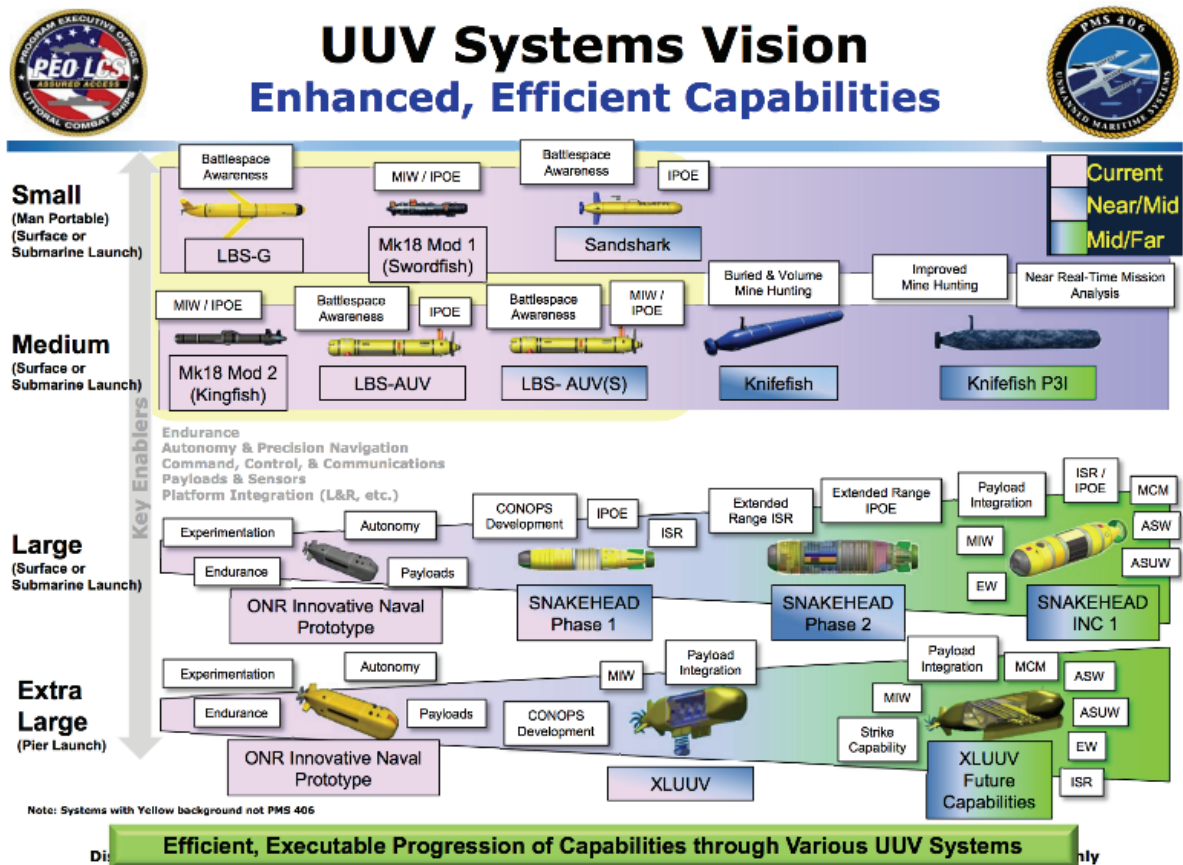 UUV Systems Vision
Enhanced, Efficient Capabilities
PROGRAM EXECUTIVE OFFICE
PEO LCS
ASSURED ACCESS
LITTORAL COMBAT SHIPS
PMS 406
UNMANNED MARITIME SYSTEMS
Current
Near/Mid
Mid/Far
Key Enablers
Small
(Man Portable)
(Surface or
Submarine Launch)
Battlespace
Awareness
LBS-G
MIW / IPOE
Mk18 Mod 1
(Swordfish)
Battlespace
Awareness
IPOE
Sandshark
Medium
(Surface or
Submarine Launch)
MIW / IPOE
Mk18 Mod 2
(Kingfish)
Battlespace
Awareness
IPOE
LBS-AUV
Battlespace
Awareness
MIW /
IPOE
LBS- AUV(S)
Buried & Volume
Mine Hunting
Knifefish
Improved
Mine Hunting
Near Real-Time Mission
Analysis
Knifefish P3I
Endurance
Autonomy & Precision Navigation
Command, Control, & Communications
Payloads & Sensors
Platform Integration (L&R, etc.)
Large
(Surface or
Submarine Launch)
Experimentation
Autonomy
Endurance
Payloads
ONR Innovative Naval
Prototype
CONOPS
Development
IPOE
ISR
SNAKEHEAD
Phase 1
Extended
Range ISR
Extended Range
IPOE
SNAKEHEAD
Phase 2
Payload
Integration
ISR /
IPOE
MCM
MIW
ASW
ASUW
EW
SNAKEHEAD
INC 1
Extra
Large
(Pier Launch)
Experimentation
Autonomy
Endurance
Payloads
ONR Innovative Naval
Prototype
CONOPS
Development
MIW
Payload
Integration
XLUUV
Payload
Integration
MCM
MIW
ASW
Strike
Capability
ASUW
EW
ISR
XLUUV
Future
Capabilities
Note: Systems with Yellow background not PMS 406
Efficient, Executable Progression of Capabilities through Various UUV Systems